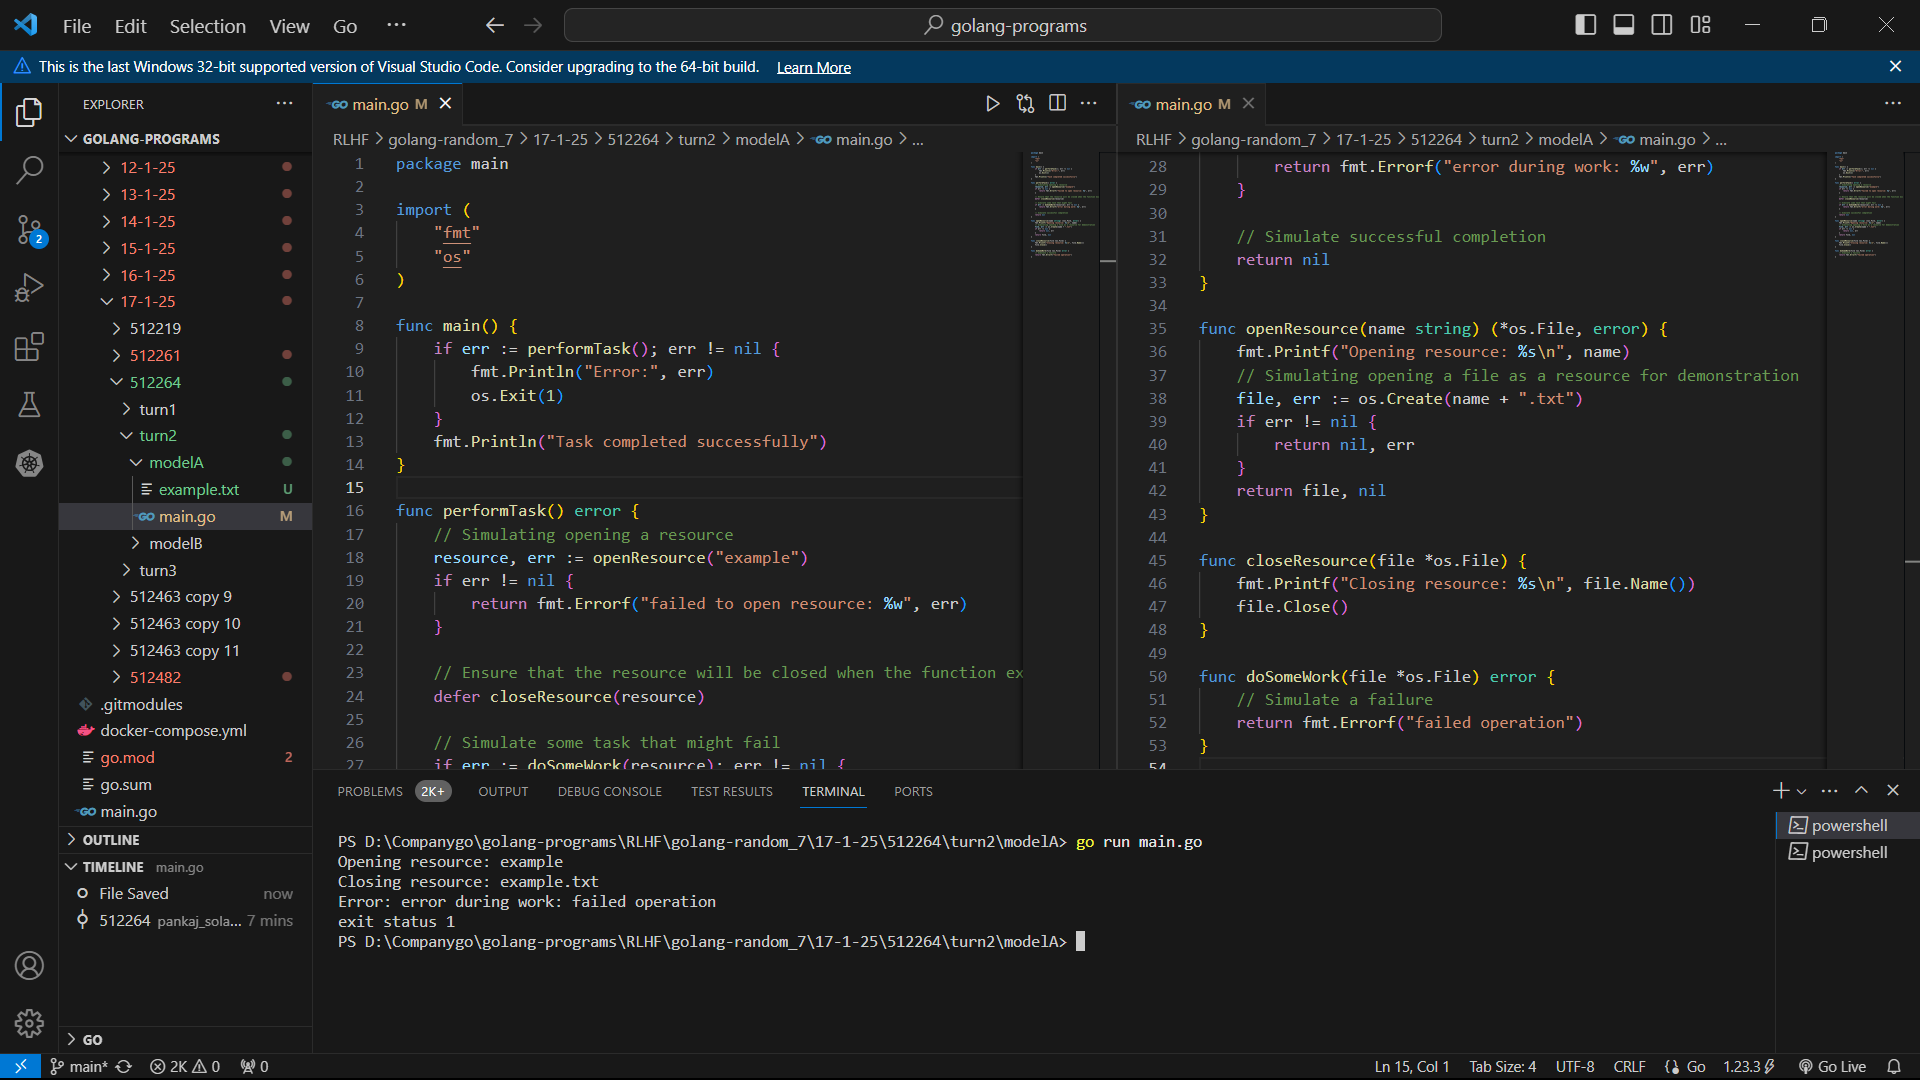 File Edit Selection View Go ···
golang-programs
This is the last Windows 32-bit supported version of Visual Studio Code. Consider upgrading to the 64-bit build. Learn More
EXPLORER
GOLANG-PROGRAMS
12-1-25
13-1-25
14-1-25
15-1-25
16-1-25
17-1-25
512219
512261
512264
turn1
turn2
modelA
example.txt U
main.go M
modelB
turn3
512463 copy 9
512463 copy 10
512463 copy 11
512482
.gitmodules
docker-compose.yml
go.mod 2
go.sum
main.go
OUTLINE
TIMELINE main.go
File Saved now
512264 pankaj_sola... 7 mins
GO
2
main.go M
RLHF > golang-random_7 > 17-1-25 > 512264 > turn2 > modelA > main.go > ...
1 package main
2
3 import (
4 "fmt"
5 "os"
6 )
7
8 func main() {
9 if err := performTask(); err != nil {
10 fmt.Println("Error:", err)
11 os.Exit(1)
12 }
13 fmt.Println("Task completed successfully")
14 }
15
16 func performTask() error {
17 // Simulating opening a resource
18 resource, err := openResource("example")
19 if err != nil {
20 return fmt.Errorf("failed to open resource: %w", err)
21 }
22
23 // Ensure that the resource will be closed when the function ex
24 defer closeResource(resource)
25
26 // Simulate some task that might fail
27 if err := doSomeWork(resource); err != nil {
main.go M
RLHF > golang-random_7 > 17-1-25 > 512264 > turn2 > modelA > main.go > ...
28 return fmt.Errorf("error during work: %w", err)
29 }
30
31 // Simulate successful completion
32 return nil
33 }
34
35 func openResource(name string) (*os.File, error) {
36 fmt.Printf("Opening resource: %s\n", name)
37 // Simulating opening a file as a resource for demonstration
38 file, err := os.Create(name + ".txt")
39 if err != nil {
40 return nil, err
41 }
42 return file, nil
43 }
44
45 func closeResource(file *os.File) {
46 fmt.Printf("Closing resource: %s\n", file.Name())
47 file.Close()
48 }
49
50 func doSomeWork(file *os.File) error {
51 // Simulate a failure
52 return fmt.Errorf("failed operation")
53 }
54
PROBLEMS 2K+ OUTPUT DEBUG CONSOLE TEST RESULTS TERMINAL PORTS
PS D:\Companygo\golang-programs\RLHF\golang-random_7\17-1-25\512264\turn2\modelA> go run main.go
Opening resource: example
Closing resource: example.txt
Error: error during work: failed operation
exit status 1
PS D:\Companygo\golang-programs\RLHF\golang-random_7\17-1-25\512264\turn2\modelA>
powershell
powershell
main* 2K 0 0 Ln 15, Col 1 Tab Size: 4 UTF-8 CRLF Go 1.23.3 Go Live